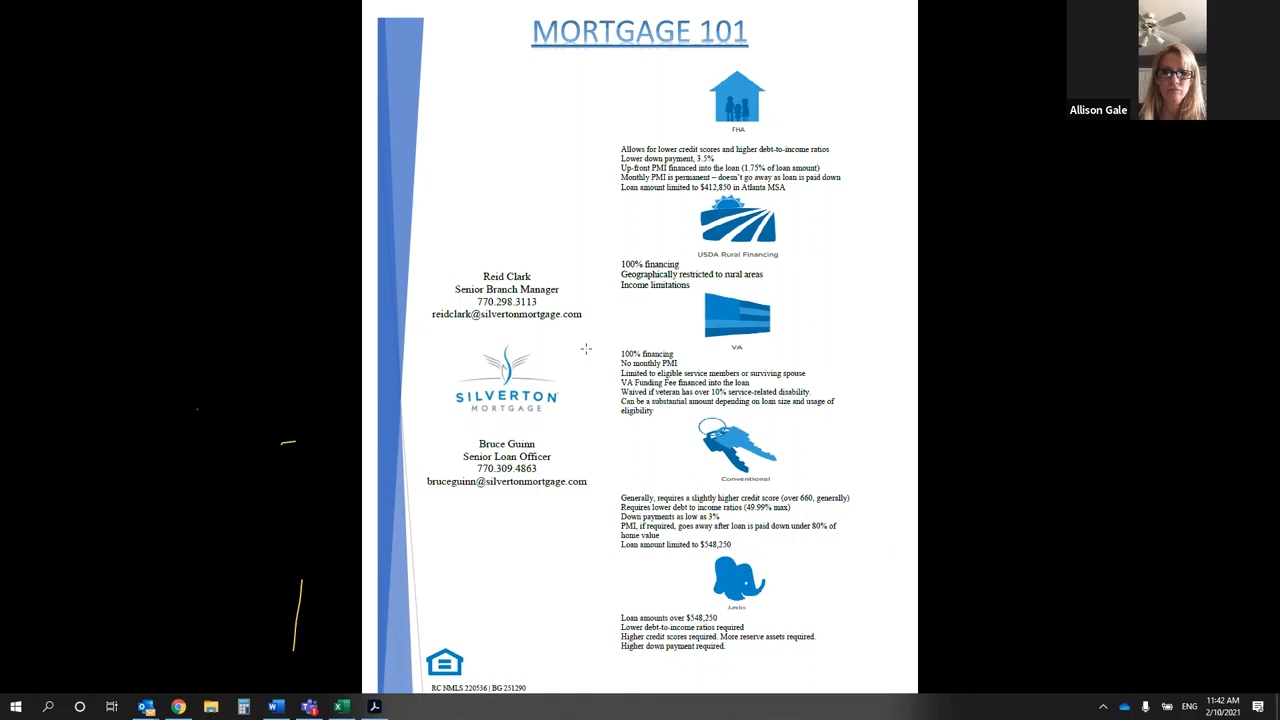 MORTGAGE 101
Allison Gale
FHA
Allows for lower credit scores and higher debt-to-income ratios
Lower down payment, 3.5%
Up-front PMI financed into the loan (1.75% of loan amount)
Monthly PMI is permanent – doesn't go away as loan is paid down
Loan amount limited to $412,850 in Atlanta MSA
USDA Rural Financing
100% financing
Geographically restricted to rural areas
Income limitations
Reid Clark
Senior Branch Manager
770.298.3113
reidclark@silvertonmortgage.com
VA
100% financing
No monthly PMI
Limited to eligible service members or surviving spouse
VA Funding Fee financed into the loan
Waived if veteran has over 10% service-related disability.
Can be a substantial amount depending on loan size and usage of
eligibility
SILVERTON
MORTGAGE
Bruce Guinn
Senior Loan Officer
770.309.4863
bruceguinn@silvertonmortgage.com
Conventional
Generally, requires a slightly higher credit score (over 660, generally)
Requires lower debt to income ratios (49.99% max)
Down payments as low as 3%
PMI, if required, goes away after loan is paid down under 80% of
home value
Loan amount limited to $548,250
Jumbo
Loan amounts over $548,250
Lower debt-to-income ratios required
Higher credit scores required. More reserve assets required.
Higher down payment required.
RC NMLS 220536 | BG 251290
ENG
11:42 AM
2/10/2021